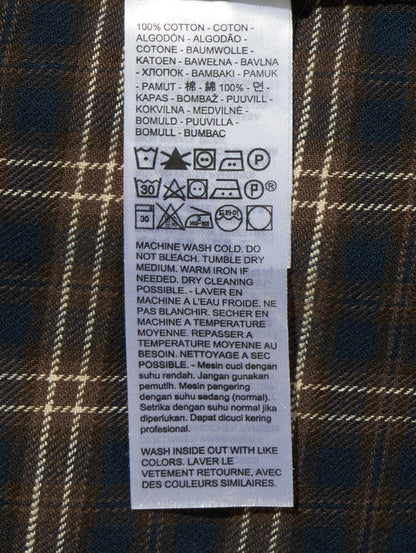 100% COTTON - COTON -
ALGODÓN - ALGODÃO -
COTONE - BAUMWOLLE -
KATOEN - BAWEŁNA - BAVLNA
- ХЛОПОК - BAMBAKI - PAMUK
- PAMUT - 棉 - 綿 100% - 면 -
KAPAS - BOMBAŽ - PUUVILL -
KOKVILNA - MEDVILNĖ -
BOMULD - PUUVILLA -
BOMULL - BUMBAC
P
30 P
30 140-160 드라이
MACHINE WASH COLD. DO
NOT BLEACH. TUMBLE DRY
MEDIUM. WARM IRON IF
NEEDED. DRY CLEANING
POSSIBLE. - LAVER EN
MACHINE A L'EAU FROIDE. NE
PAS BLANCHIR. SECHER EN
MACHINE A TEMPERATURE
MOYENNE. REPASSER A
TEMPERATURE MOYENNE AU
BESOIN. NETTOYAGE A SEC
POSSIBLE. - Mesin cuci dengan
suhu rendah. Jangan gunakan
pemutih. Mesin pengering
dengan suhu sedang (normal).
Setrika dengan suhu normal jika
diperlukan. Dapat dicuci kering
profesional.
WASH INSIDE OUT WITH LIKE
COLORS. LAVER LE
VETEMENT RETOURNE, AVEC
DES COULEURS SIMILAIRES.